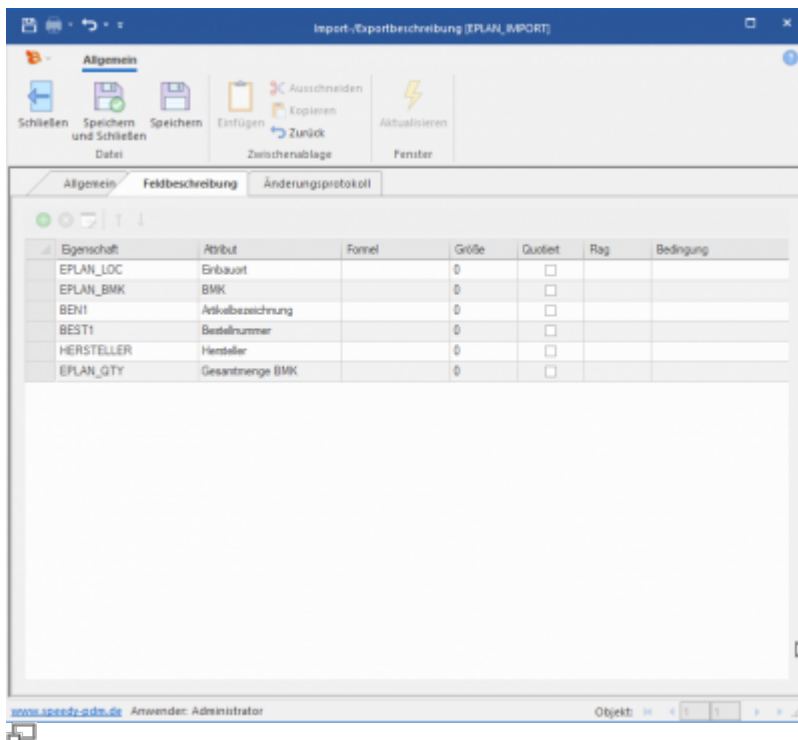 Import-/Exportbeschreibung [EPLAN_IMPORT]
Allgemein
Schließen
Speichern und Schließen
Speichern
Datei
Einfügen
Ausschneiden
Kopieren
Zurück
Zwischenablage
Aktualisieren
Fenster
Allgemein Feldbeschreibung Änderungsprotokoll
Eigenschaft Attribut Formel Größe Quotiert Flag Bedingung
EPLAN_LOC Einbauort 0
EPLAN_BMK BMK 0
BEN1 Artikelbezeichnung 0
BEST1 Bestellnummer 0
HERSTELLER Hersteller 0
EPLAN_QTY Gesamtmenge BMK 0
www.speedy-pdm.de Anwender: Administrator Objekt: 1 1